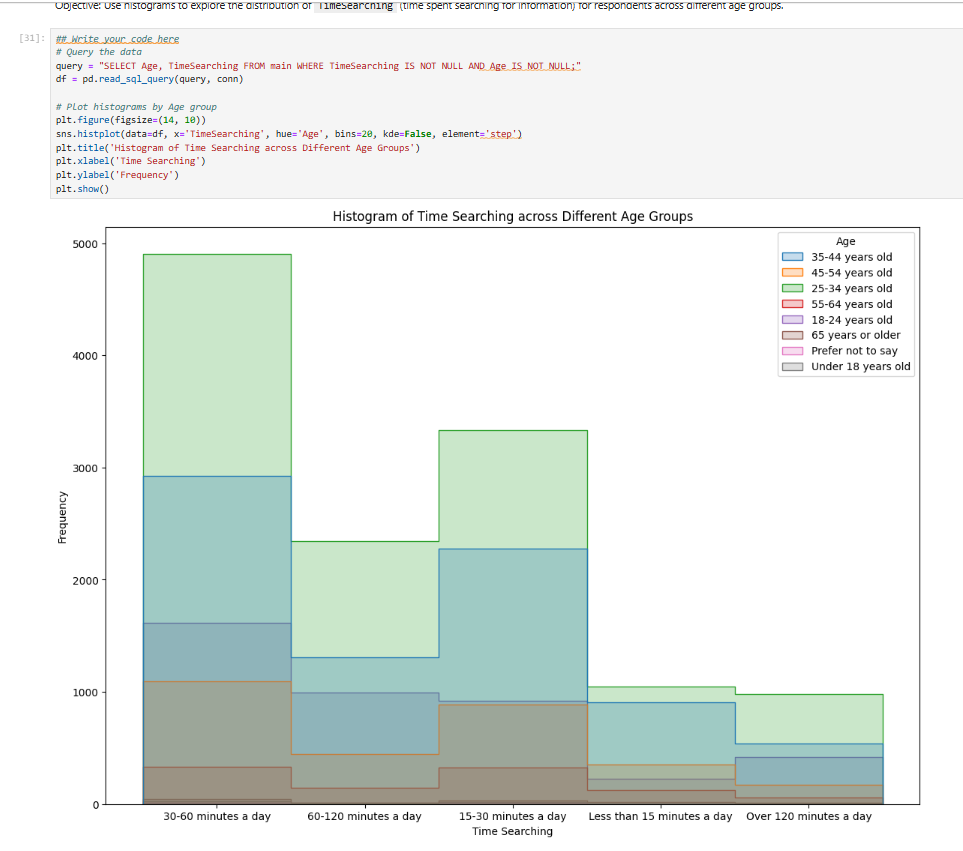 Objective: Use histograms to explore the distribution of TimeSearching (time spent searching for information) for respondents across different age groups.
[31]:
## Write your code here
# Query the data
query = "SELECT Age, TimeSearching FROM main WHERE TimeSearching IS NOT NULL AND Age IS NOT NULL;"
df = pd.read_sql_query(query, conn)
# Plot histograms by Age group
plt.figure(figsize=(14, 10))
sns.histplot(data=df, x='TimeSearching', hue='Age', bins=20, kde=False, element='step')
plt.title('Histogram of Time Searching across Different Age Groups')
plt.xlabel('Time Searching')
plt.ylabel('Frequency')
plt.show()
Histogram of Time Searching across Different Age Groups
Age
35-44 years old
45-54 years old
25-34 years old
55-64 years old
18-24 years old
65 years or older
Prefer not to say
Under 18 years old
5000
4000
3000
2000
1000
0
Frequency
30-60 minutes a day
60-120 minutes a day
15-30 minutes a day
Less than 15 minutes a day
Over 120 minutes a day
Time Searching